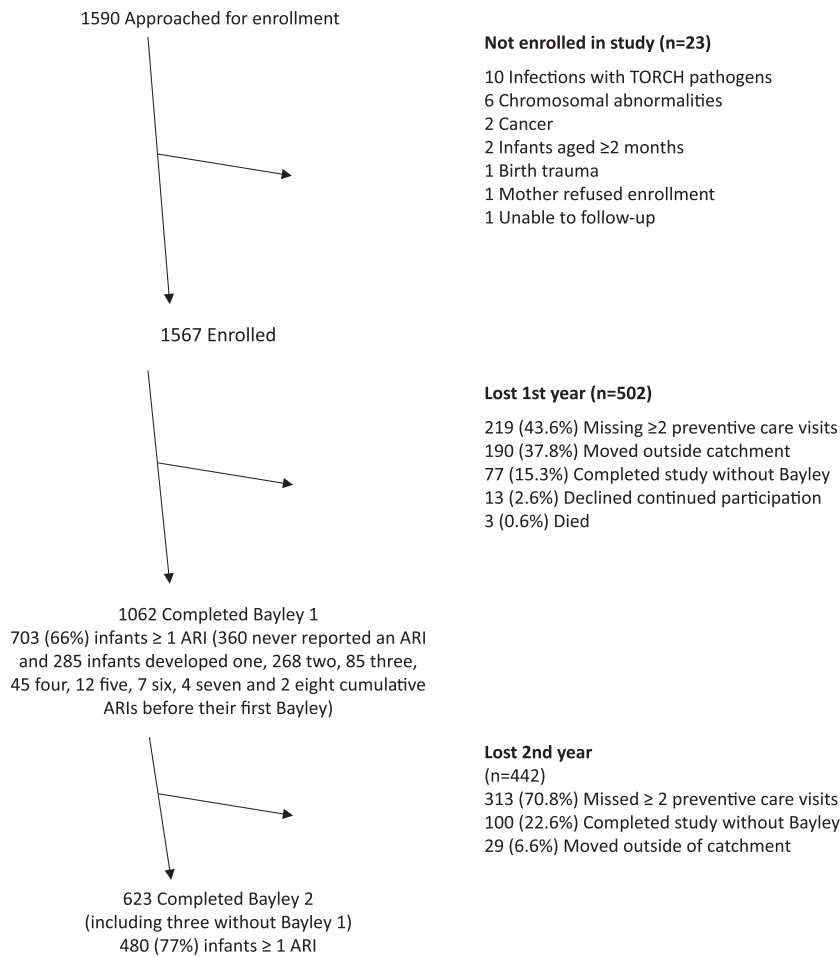 1590 Approached for enrollment
Not enrolled in study (n=23)
10 Infections with TORCH pathogens
6 Chromosomal abnormalities
2 Cancer
2 Infants aged ≥2 months
1 Birth trauma
1 Mother refused enrollment
1 Unable to follow-up
1567 Enrolled
Lost 1st year (n=502)
219 (43.6%) Missing ≥2 preventive care visits
190 (37.8%) Moved outside catchment
77 (15.3%) Completed study without Bayley
13 (2.6%) Declined continued participation
3 (0.6%) Died
1062 Completed Bayley 1
703 (66%) infants ≥ 1 ARI (360 never reported an ARI
and 285 infants developed one, 268 two, 85 three,
45 four, 12 five, 7 six, 4 seven and 2 eight cumulative
ARIs before their first Bayley)
Lost 2nd year
(n=442)
313 (70.8%) Missed ≥ 2 preventive care visits
100 (22.6%) Completed study without Bayley
29 (6.6%) Moved outside of catchment
623 Completed Bayley 2
(including three without Bayley 1)
480 (77%) infants ≥ 1 ARI